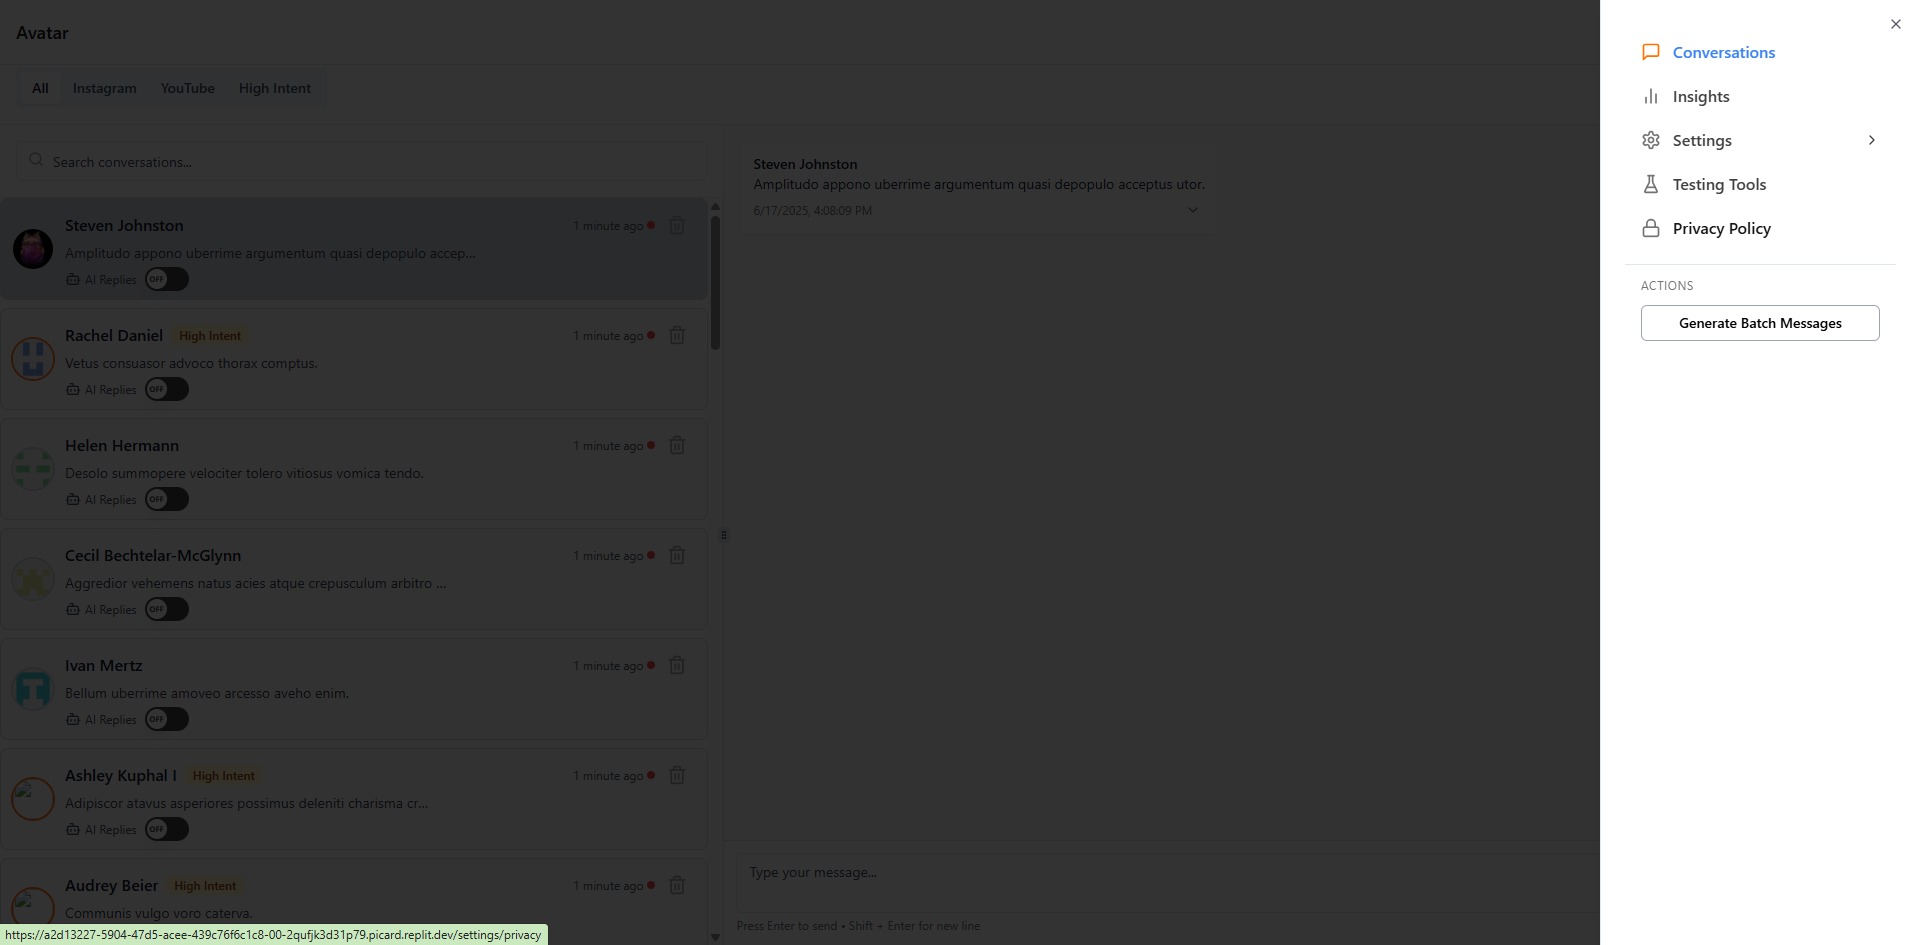 Avatar
All Instagram YouTube High Intent
Search conversations...
Steven Johnston 1 minute ago
Amplitudo appono uberrime argumentum quasi depopulo accep...
AI Replies OFF
Rachel Daniel High Intent 1 minute ago
Vetus consuasor advoco thorax comptus.
AI Replies OFF
Helen Hermann 1 minute ago
Desolo summopere velociter tolero vitiosus vomica tendo.
AI Replies OFF
Cecil Bechtelar-McGlynn 1 minute ago
Aggredior vehemens natus acies atque crepusculum arbitro ...
AI Replies OFF
Ivan Mertz 1 minute ago
Bellum uberrime amoveo arcesso aveho enim.
AI Replies OFF
Ashley Kuphal I High Intent 1 minute ago
Adipiscor atavus asperiores possimus deleniti charisma cr...
AI Replies OFF
Audrey Beier High Intent 1 minute ago
Communis vulgo voro caterva.
https://a2d13227-5904-47d5-acee-439c76f6c1c8-00-2qufjk3d31p79.picard.replit.dev/settings/privacy
Steven Johnston
Amplitudo appono uberrime argumentum quasi depopulo acceptus utor.
6/17/2025, 4:08:09 PM
Type your message...
Press Enter to send • Shift + Enter for new line
Conversations
Insights
Settings
Testing Tools
Privacy Policy
ACTIONS
Generate Batch Messages